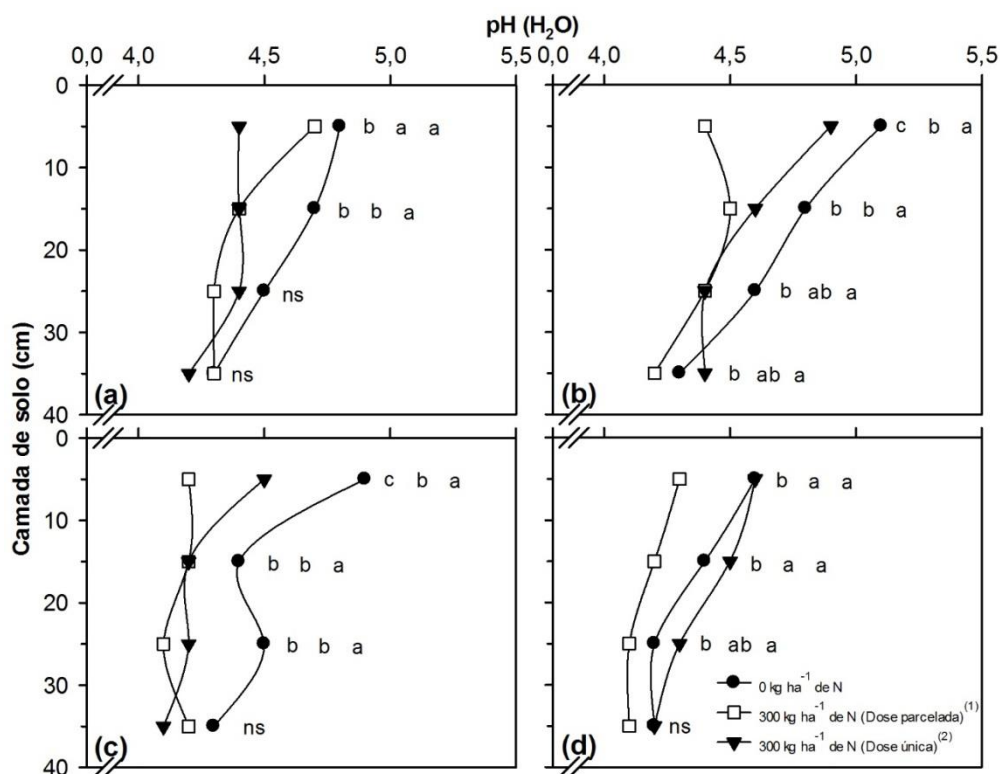 pH (H₂O)
0,0 4,0 4,5 5,0 5,5 0,0 4,0 4,5 5,0 5,5
Camada de solo (cm)
0
10
20
30
40
b a a
b b a
ns
ns
(a)
c b a
b b a
b ab a
b ab a
(b)
0
10
20
30
40
c b a
b b a
b b a
ns
(c)
b a a
b a a
b aba a
ns
(d)
0 kg ha⁻¹ de N
300 kg ha⁻¹ de N (Dose parcelada)⁽¹⁾
300 kg ha⁻¹ de N (Dose única)⁽²⁾